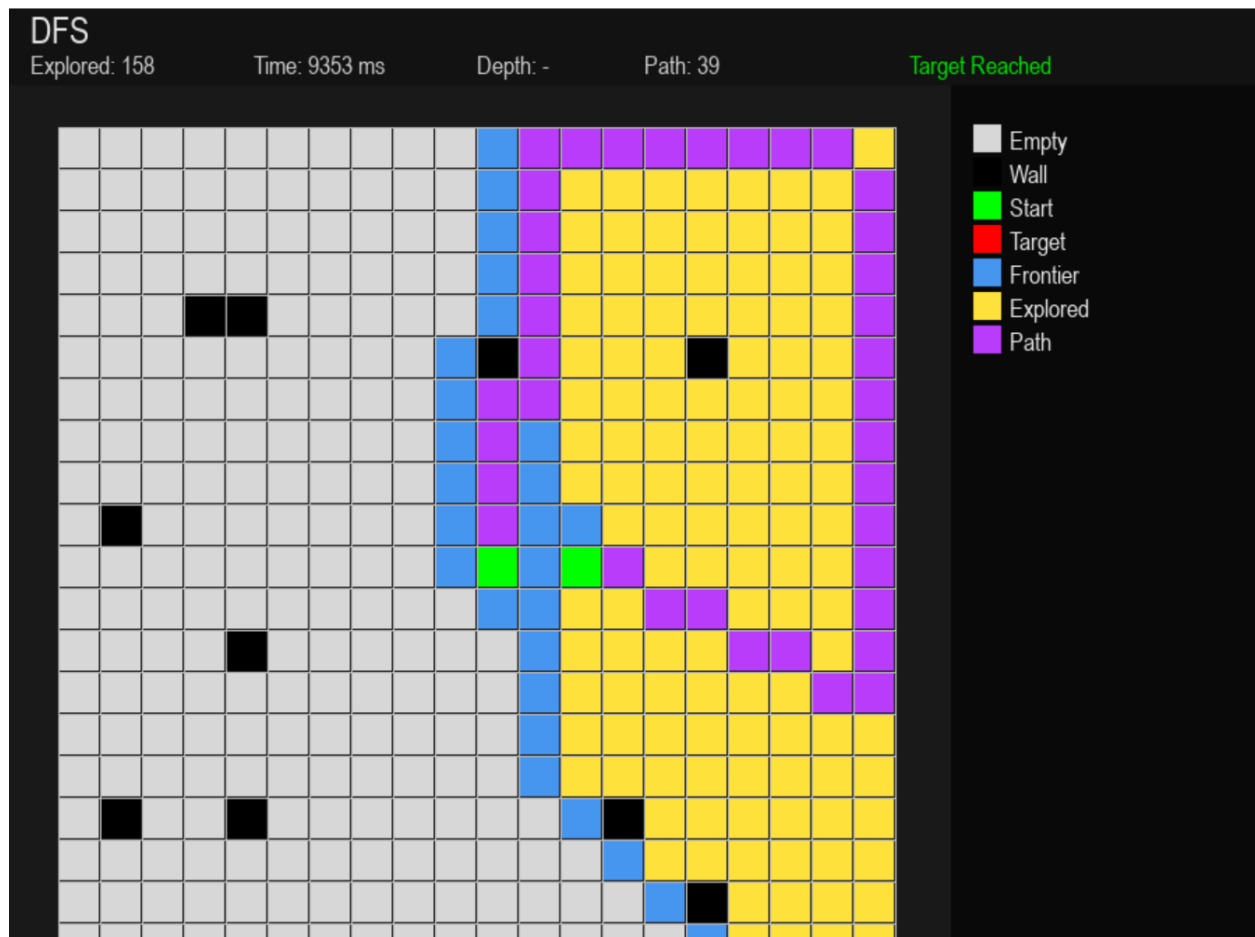 DFS
Explored: 158 Time: 9353 ms Depth: - Path: 39 Target Reached
Empty
Wall
Start
Target
Frontier
Explored
Path